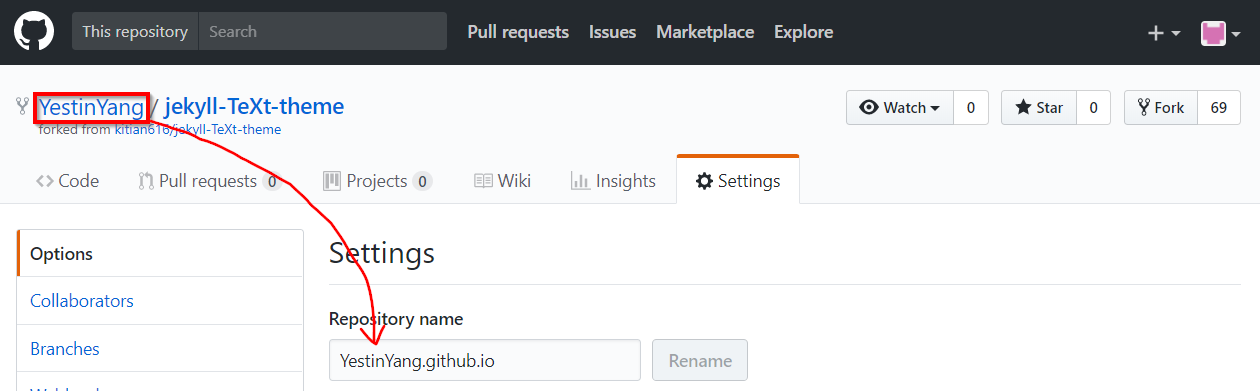 This repository Search Pull requests Issues Marketplace Explore
YestinYang / jekyll-TeXt-theme Watch 0 Star 0 Fork 69
forked from kitian616/jekyll-TeXt-theme
Code Pull requests 0 Projects 0 Wiki Insights Settings
Options
Settings
Collaborators
Repository name
Branches
YestinYang.github.io Rename